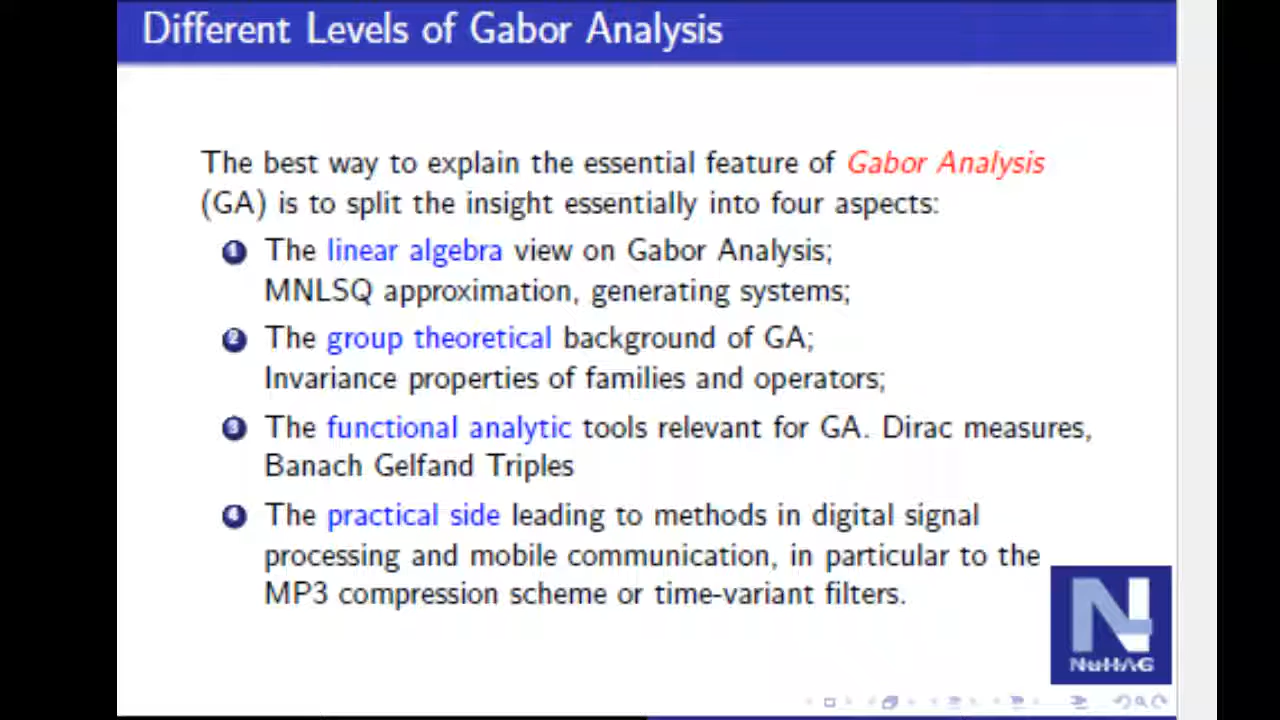 Different Levels of Gabor Analysis
The best way to explain the essential feature of Gabor Analysis
(GA) is to split the insight essentially into four aspects:
1 The linear algebra view on Gabor Analysis;
MNLSQ approximation, generating systems;
2 The group theoretical background of GA;
Invariance properties of families and operators;
3 The functional analytic tools relevant for GA. Dirac measures,
Banach Gelfand Triples
4 The practical side leading to methods in digital signal
processing and mobile communication, in particular to the
MP3 compression scheme or time-variant filters.
N
NuHAG